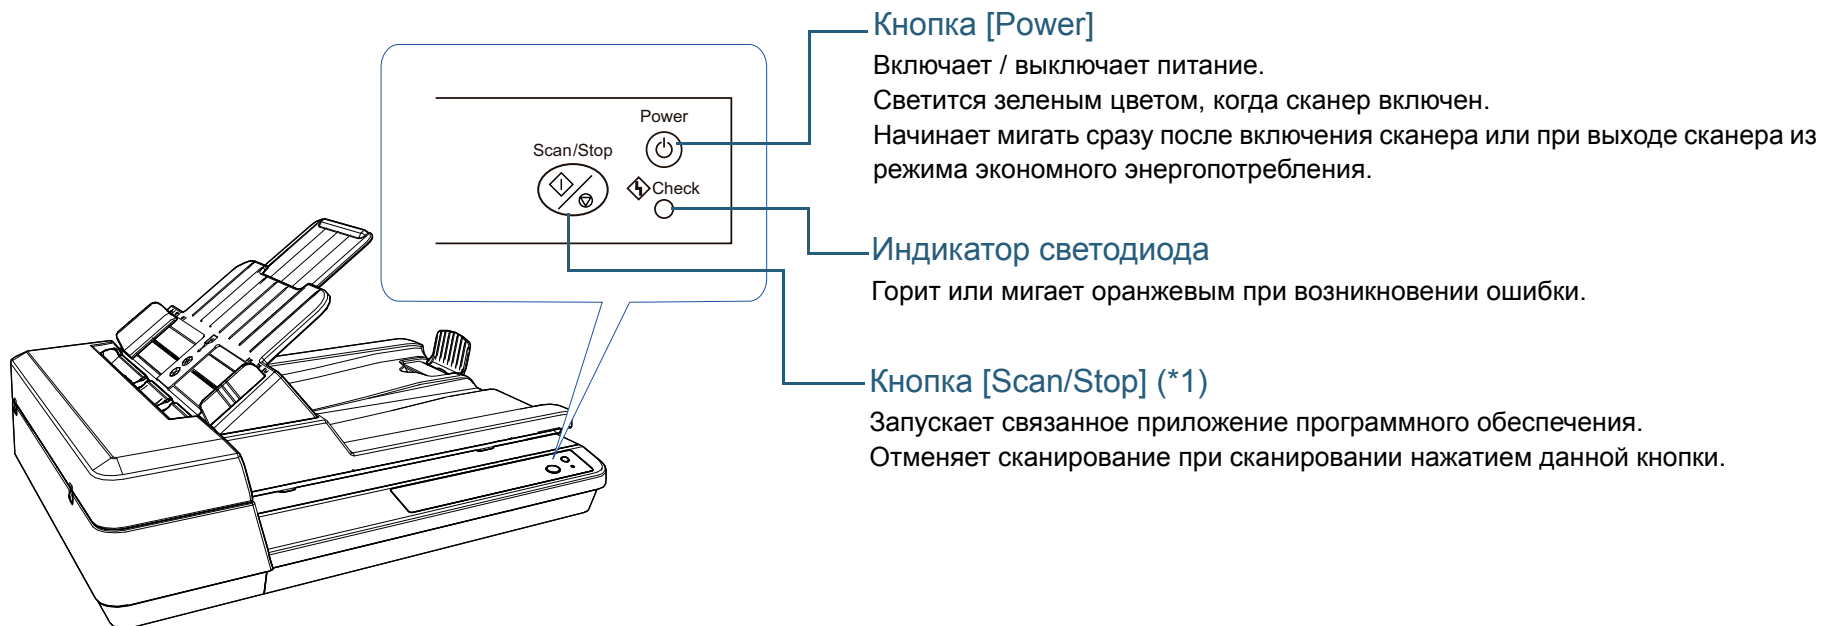 Кнопка [Power]
Включает / выключает питание.
Светится зеленым цветом, когда сканер включен.
Начинает мигать сразу после включения сканера или при выходе сканера из
режима экономного энергопотребления.
Power
Scan/Stop
Check
Индикатор светодиода
Горит или мигает оранжевым при возникновении ошибки.
Кнопка [Scan/Stop] (*1)
Запускает связанное приложение программного обеспечения.
Отменяет сканирование при сканировании нажатием данной кнопки.